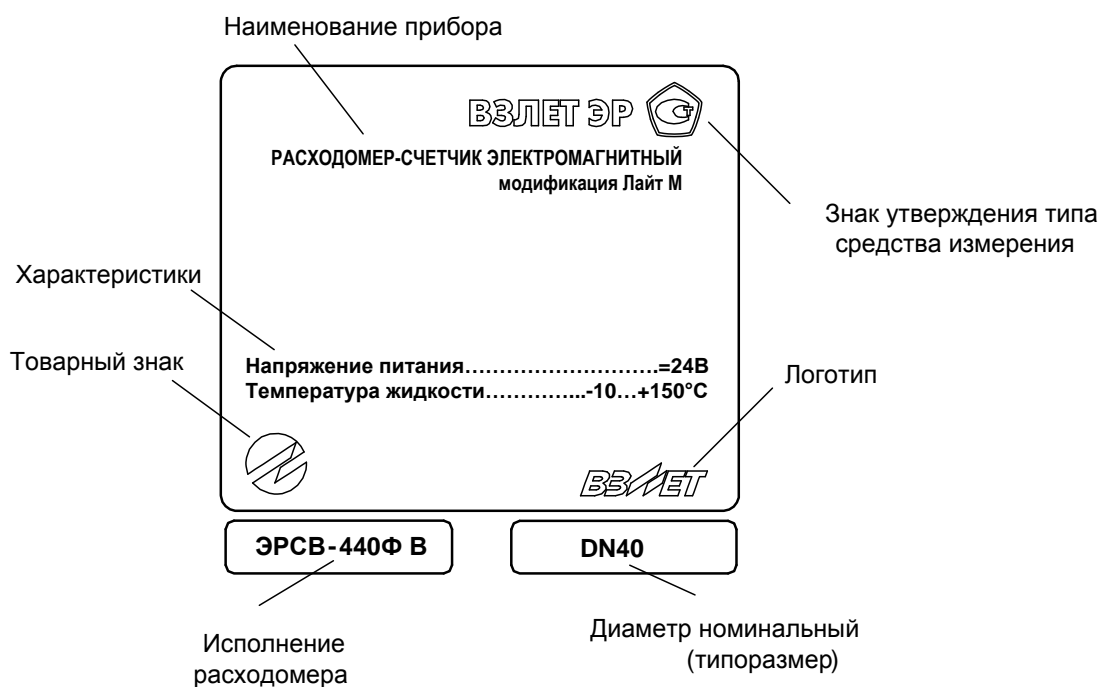 Наименование прибора
ВЗЛЕТ ЭР
РАСХОДОМЕР-СЧЕТЧИК ЭЛЕКТРОМАГНИТНЫЙ
модификация Лайт М
Знак утверждения типа
средства измерения
Характеристики
Товарный знак
Напряжение питания……………………….=24В
Температура жидкости…………...-10…+150°С
Логотип
ВЗЛЕТ
ЭРСВ-440Ф В
DN40
Исполнение
расходомера
Диаметр номинальный
(типоразмер)